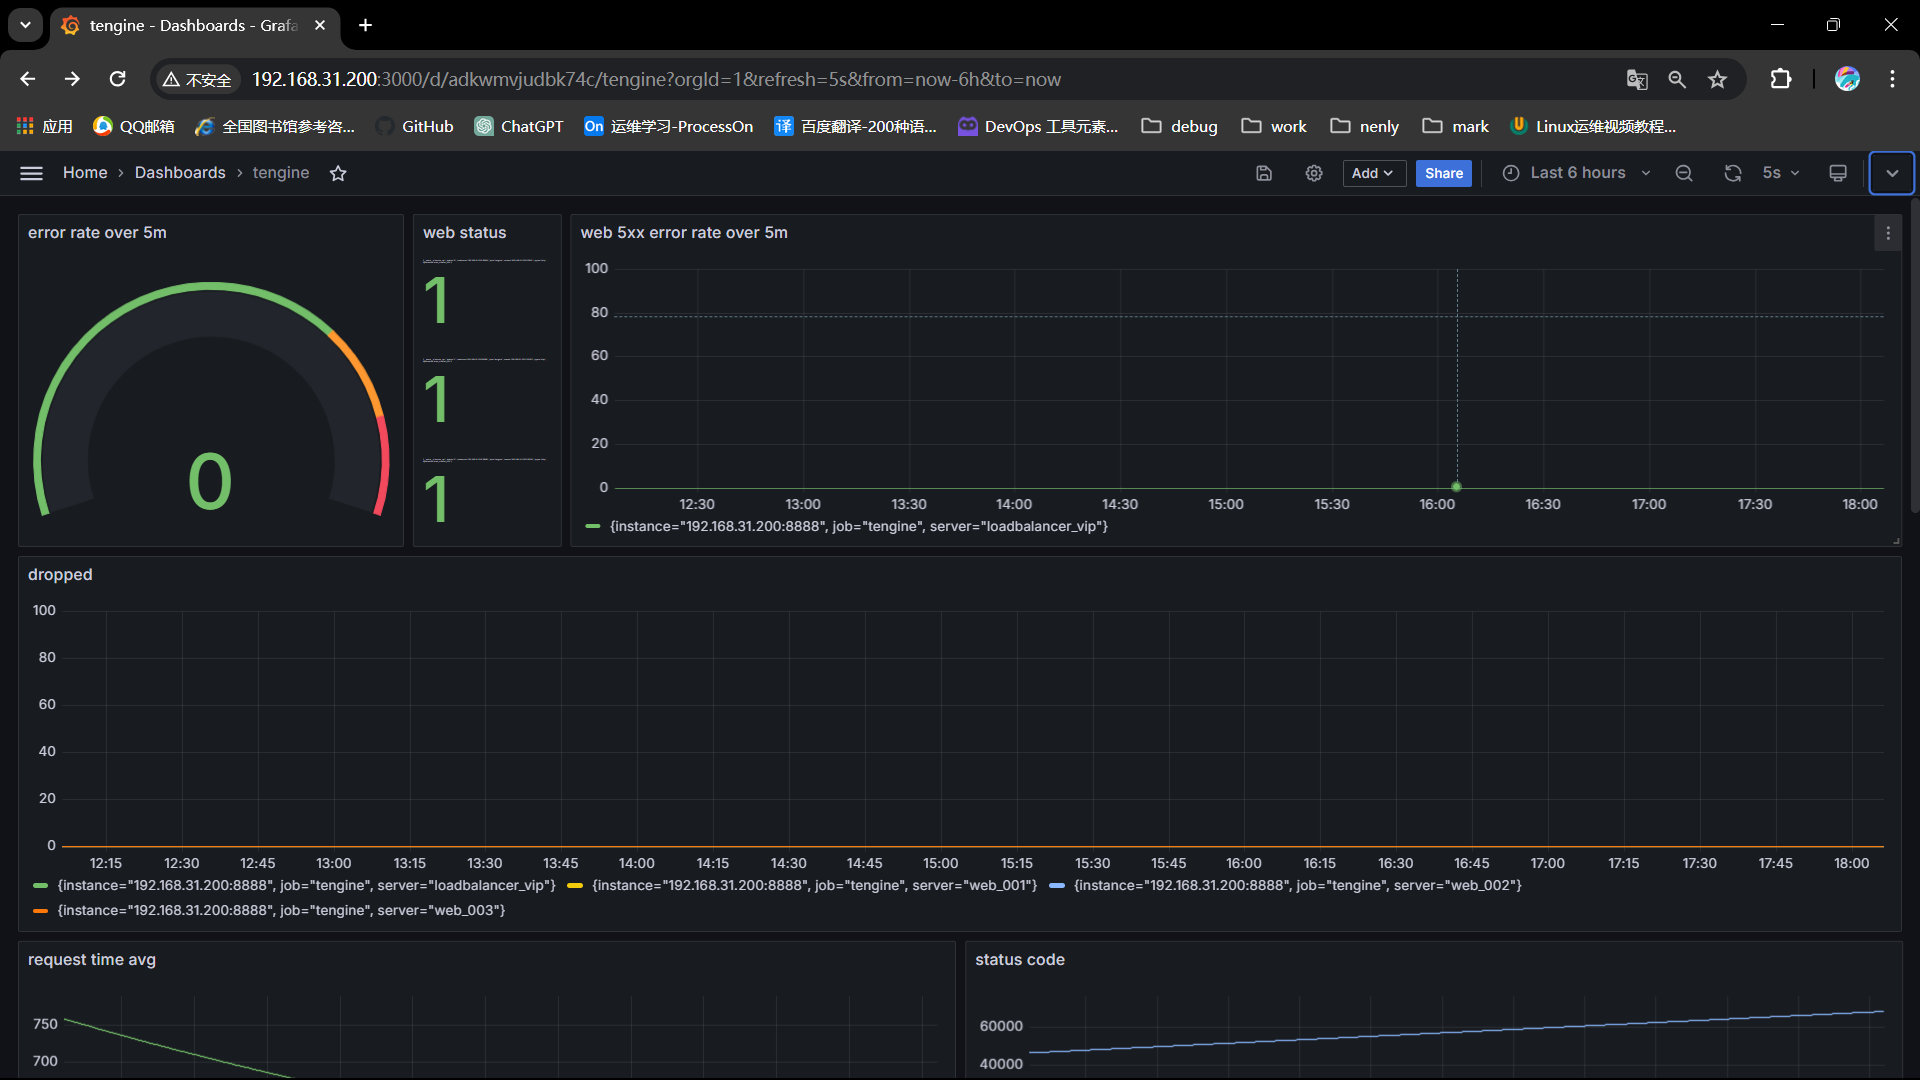 tengine - Dashboards - Grafa
不安全
192.168.31.200:3000/d/adkwmvjudbk74c/tengine?orgId=1&refresh=5s&from=now-6h&to=now
应用 QQ邮箱 全国图书馆参考咨... GitHub ChatGPT On 运维学习-ProcessOn 译 百度翻译-200种语... DevOps 工具元素... debug work nenly mark Linux运维视频教程...
Home › Dashboards › tengine
Add Share Last 6 hours 5s
error rate over 5m
0
web status
1
1
1
web 5xx error rate over 5m
100
80
60
40
20
0
12:30 13:00 13:30 14:00 14:30 15:00 15:30 16:00 16:30 17:00 17:30 18:00
{instance="192.168.31.200:8888", job="tengine", server="loadbalancer_vip"}
dropped
100
80
60
40
20
0
12:15 12:30 12:45 13:00 13:15 13:30 13:45 14:00 14:15 14:30 14:45 15:00 15:15 15:30 15:45 16:00 16:15 16:30 16:45 17:00 17:15 17:30 17:45 18:00
{instance="192.168.31.200:8888", job="tengine", server="loadbalancer_vip"} {instance="192.168.31.200:8888", job="tengine", server="web_001"} {instance="192.168.31.200:8888", job="tengine", server="web_002"}
{instance="192.168.31.200:8888", job="tengine", server="web_003"}
request time avg
750
700
status code
60000
40000